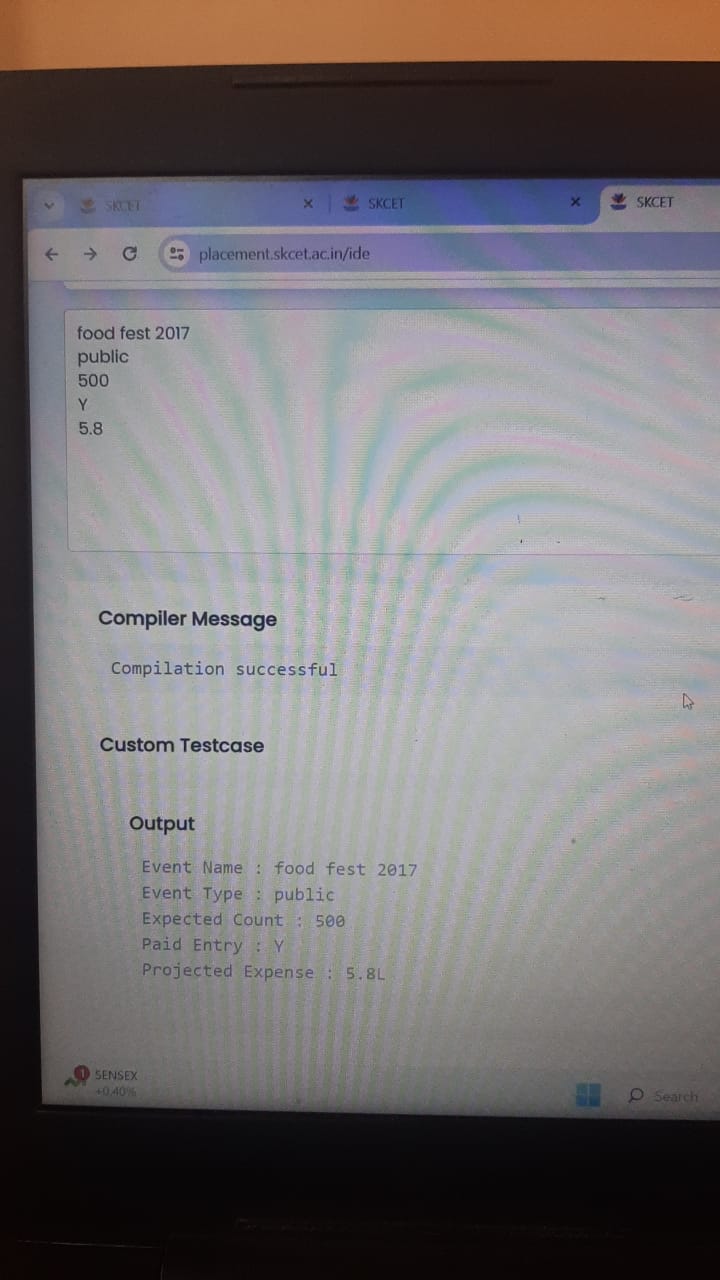 SKCET
SKCET
SKCET
placement.skcet.ac.in/ide
food fest 2017
public
500
Y
5.8
Compiler Message
Compilation successful
Custom Testcase
Output
Event Name : food fest 2017
Event Type : public
Expected Count : 500
Paid Entry : Y
Projected Expense : 5.8L
1
SENSEX
+0.40%
Search